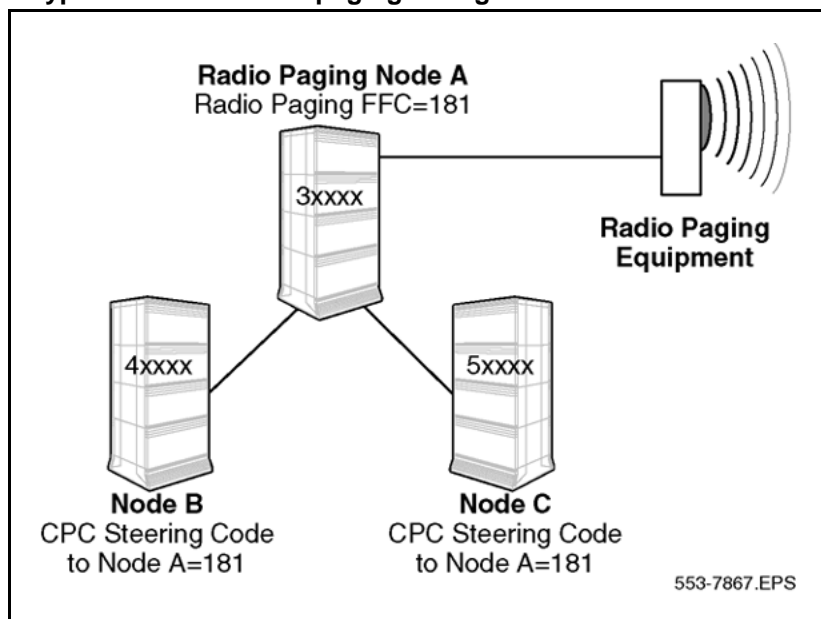 Radio Paging Node A
Radio Paging FFC=181
3xxxx
Radio Paging
Equipment
4xxxx
5xxxx
Node B
CPC Steering Code
to Node A=181
Node C
CPC Steering Code
to Node A=181
553-7867.EPS